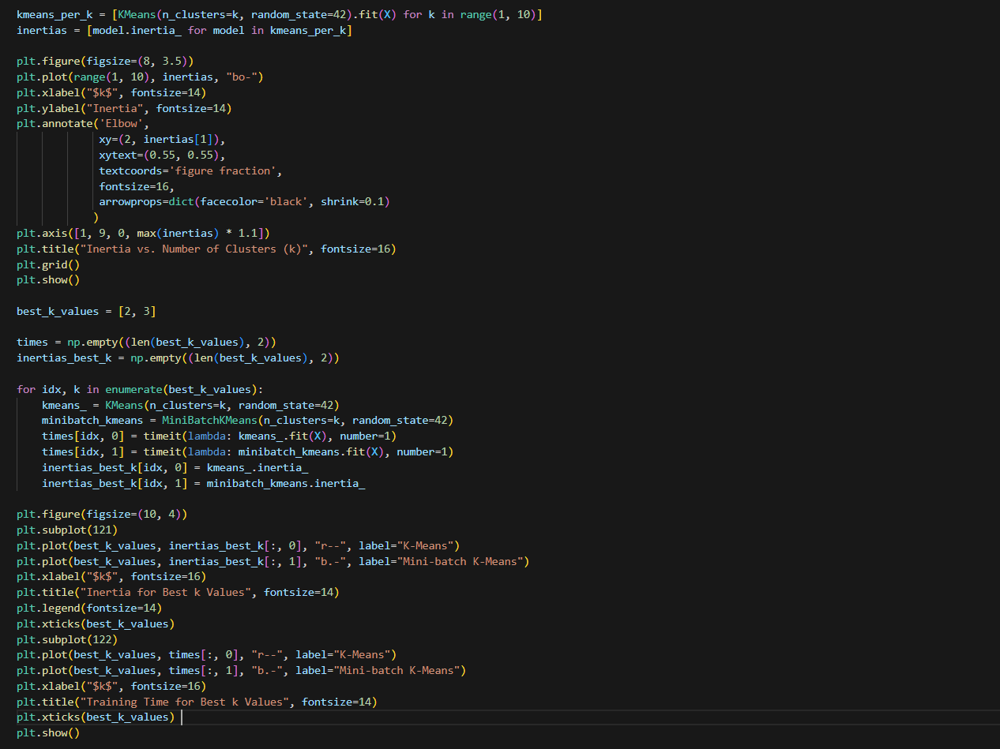 kmeans_per_k = [KMeans(n_clusters=k, random_state=42).fit(X) for k in range(1, 10)]
inertias = [model.inertia_ for model in kmeans_per_k]

plt.figure(figsize=(8, 3.5))
plt.plot(range(1, 10), inertias, "bo-")
plt.xlabel("$k$", fontsize=14)
plt.ylabel("Inertia", fontsize=14)
plt.annotate('Elbow',
             xy=(2, inertias[1]),
             xytext=(0.55, 0.55),
             textcoords='figure fraction',
             fontsize=16,
             arrowprops=dict(facecolor='black', shrink=0.1)
            )
plt.axis([1, 9, 0, max(inertias) * 1.1])
plt.title("Inertia vs. Number of Clusters (k)", fontsize=16)
plt.grid()
plt.show()

best_k_values = [2, 3]

times = np.empty((len(best_k_values), 2))
inertias_best_k = np.empty((len(best_k_values), 2))

for idx, k in enumerate(best_k_values):
    kmeans_ = KMeans(n_clusters=k, random_state=42)
    minibatch_kmeans = MiniBatchKMeans(n_clusters=k, random_state=42)
    times[idx, 0] = timeit(lambda: kmeans_.fit(X), number=1)
    times[idx, 1] = timeit(lambda: minibatch_kmeans.fit(X), number=1)
    inertias_best_k[idx, 0] = kmeans_.inertia_
    inertias_best_k[idx, 1] = minibatch_kmeans.inertia_

plt.figure(figsize=(10, 4))
plt.subplot(121)
plt.plot(best_k_values, inertias_best_k[:, 0], "r--", label="K-Means")
plt.plot(best_k_values, inertias_best_k[:, 1], "b.-", label="Mini-batch K-Means")
plt.xlabel("$k$", fontsize=16)
plt.title("Inertia for Best k Values", fontsize=14)
plt.legend(fontsize=14)
plt.xticks(best_k_values)
plt.subplot(122)
plt.plot(best_k_values, times[:, 0], "r--", label="K-Means")
plt.plot(best_k_values, times[:, 1], "b.-", label="Mini-batch K-Means")
plt.xlabel("$k$", fontsize=16)
plt.title("Training Time for Best k Values", fontsize=14)
plt.xticks(best_k_values)
plt.show()